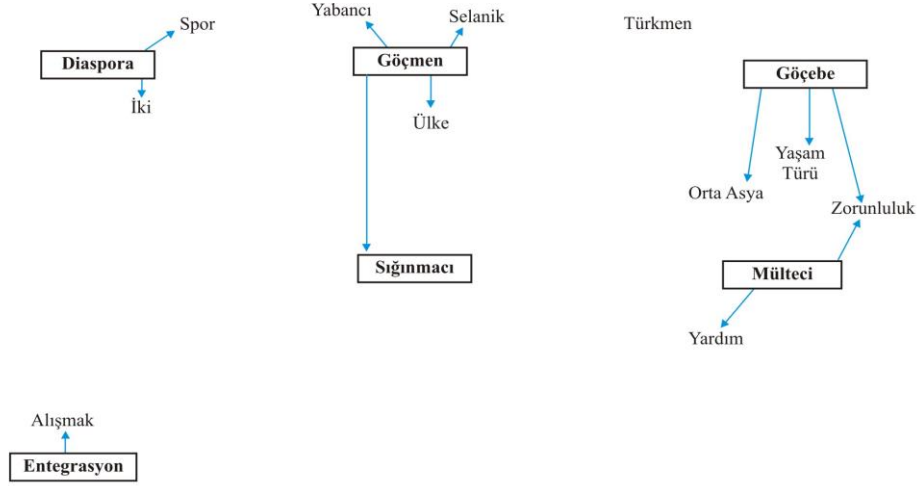 Spor
Yabancı
Selanik
Türkmen
Diaspora
Göçmen
Göçebe
İki
Ülke
Yaşam
Türü
Orta Asya
Zorunluluk
Sığınmacı
Mülteci
Yardım
Alışmak
Entegrasyon